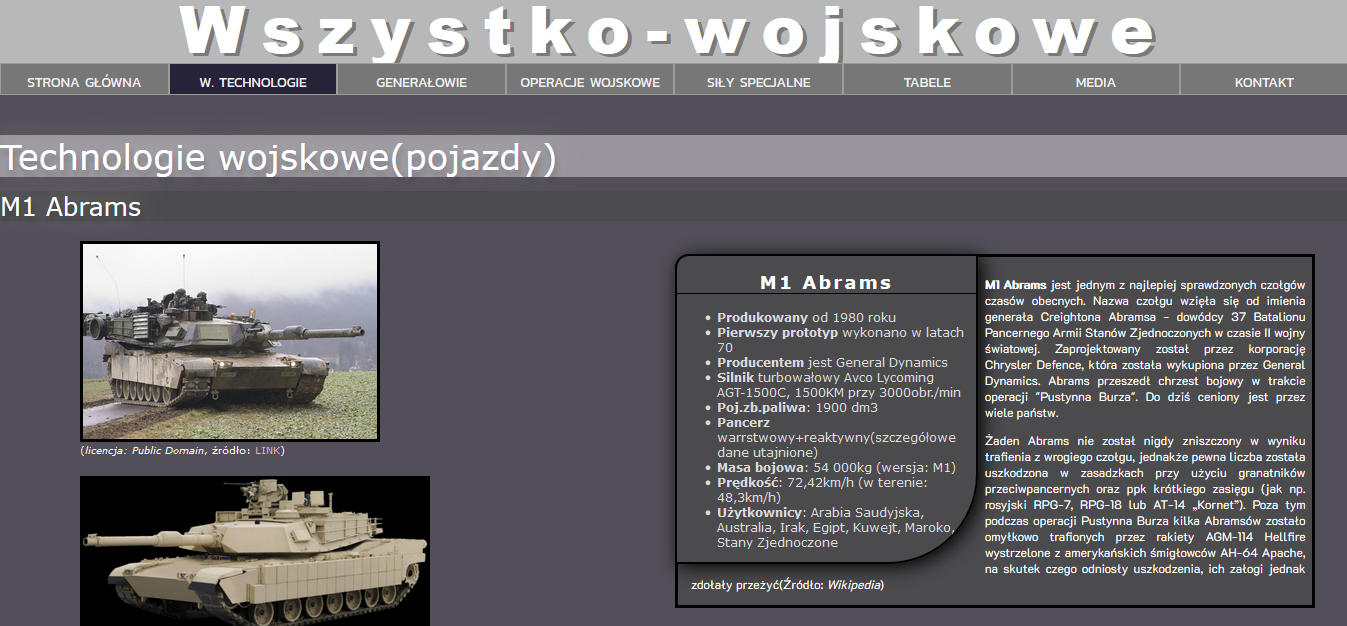 Wszystko-wojskowe
STRONA GŁÓWNA W. TECHNOLOGIE GENERAŁOWIE OPERACJE WOJSKOWE SIŁY SPECJALNE TABELE MEDIA KONTAKT
Technologie wojskowe(pojazdy)
M1 Abrams
(licencja: Public Domain, źródło: LINK)
M1 Abrams
• Produkowany od 1980 roku
• Pierwszy prototyp wykonano w latach
70
• Producentem jest General Dynamics
• Silnik turbowałowy Avco Lycoming
AGT-1500C, 1500KM przy 3000obr./min
• Poj.zb.paliwa: 1900 dm3
• Pancerz
warrstwowy+reaktywny(szczegółowe
dane utajnione)
• Masa bojowa: 54 000kg (wersja: M1)
• Prędkość: 72,42km/h (w terenie:
48,3km/h)
• Użytkownicy: Arabia Saudyjska,
Australia, Irak, Egipt, Kuwejt, Maroko,
Stany Zjednoczone
M1 Abrams jest jednym z najlepiej sprawdzonych czołgów
czasów obecnych. Nazwa czołgu wzięła się od imienia
generała Creightona Abramsa - dowódcy 37 Batalionu
Pancernego Armii Stanów Zjednoczonych w czasie II wojny
światowej. Zaprojektowany został przez korporację
Chrysler Defence, która została wykupiona przez General
Dynamics. Abrams przeszedł chrzest bojowy w trakcie
operacji "Pustynna Burza". Do dziś ceniony jest przez
wiele państw.
Żaden Abrams nie został nigdy zniszczony w wyniku
trafienia z wrogiego czołgu, jednakże pewna liczba została
uszkodzona w zasadzkach przy użyciu granatników
przeciwpancernych oraz ppk krótkiego zasięgu (jak np.
rosyjski RPG-7, RPG-18 lub AT-14 „Kornet”). Poza tym
podczas operacji Pustynna Burza kilka Abramsów zostało
omyłkowo trafionych przez rakiety AGM-114 Hellfire
wystrzelone z amerykańskich śmigłowców AH-64 Apache,
na skutek czego odniosły uszkodzenia, ich załogi jednak
zdołały przeżyć(Źródło: Wikipedia)